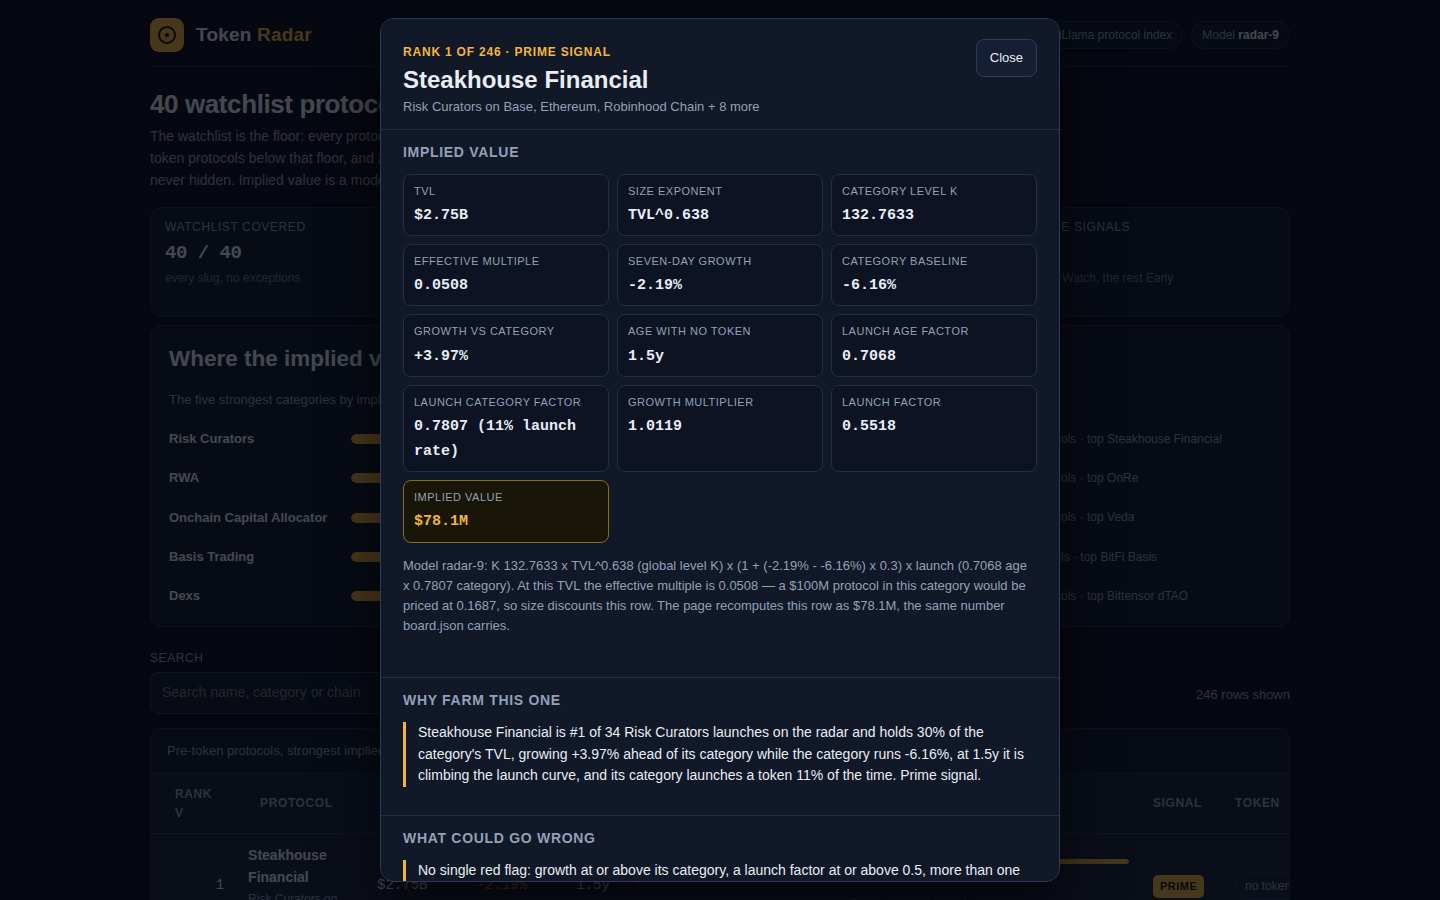 Token Radar
Llama protocol index
Model radar-9
RANK 1 OF 246 · PRIME SIGNAL
Close
Steakhouse Financial
Risk Curators on Base, Ethereum, Robinhood Chain + 8 more
40 watchlist
The watchlist is the floor: every
token protocols below that floor, and
never hidden. Implied value is a
IMPLIED VALUE
TVL
$2.75B
SIZE EXPONENT
TVL^0.638
CATEGORY LEVEL K
132.7633
EFFECTIVE MULTIPLE
0.0508
SEVEN-DAY GROWTH
-2.19%
CATEGORY BASELINE
-6.16%
GROWTH VS CATEGORY
+3.97%
AGE WITH NO TOKEN
1.5y
LAUNCH AGE FACTOR
0.7068
LAUNCH CATEGORY FACTOR
0.7807 (11% launch
rate)
GROWTH MULTIPLIER
1.0119
LAUNCH FACTOR
0.5518
IMPLIED VALUE
$78.1M
Model radar-9: K 132.7633 x TVL^0.638 (global level K) x (1 + (-2.19% - -6.16%) x 0.3) x launch (0.7068 age
x 0.7807 category). At this TVL the effective multiple is 0.0508 — a $100M protocol in this category would be
priced at 0.1687, so size discounts this row. The page recomputes this row as $78.1M, the same number
board.json carries.
WHY FARM THIS ONE
Steakhouse Financial is #1 of 34 Risk Curators launches on the radar and holds 30% of the
category's TVL, growing +3.97% ahead of its category while the category runs -6.16%, at 1.5y it is
climbing the launch curve, and its category launches a token 11% of the time. Prime signal.
WHAT COULD GO WRONG
No single red flag: growth at or above its category, a launch factor at or above 0.5, more than one
WATCHLIST COVERED
40 / 40
every slug, no exceptions
SIGNALS
Watch, the rest Early
Where the implied
The five strongest categories by
Risk Curators
· top Steakhouse Financial
RWA
· top OnRe
Onchain Capital Allocator
· top Veda
Basis Trading
· top BitFi Basis
Dexs
· top Bittensor dTAO
SEARCH
Search name, category or chain
246 rows shown
Pre-token protocols, strongest
RANK
V
PROTOCOL
SIGNAL
TOKEN
1
Steakhouse
Financial
Risk Curators on
$2.75B
-2.19%
1.5y
PRIME
no token